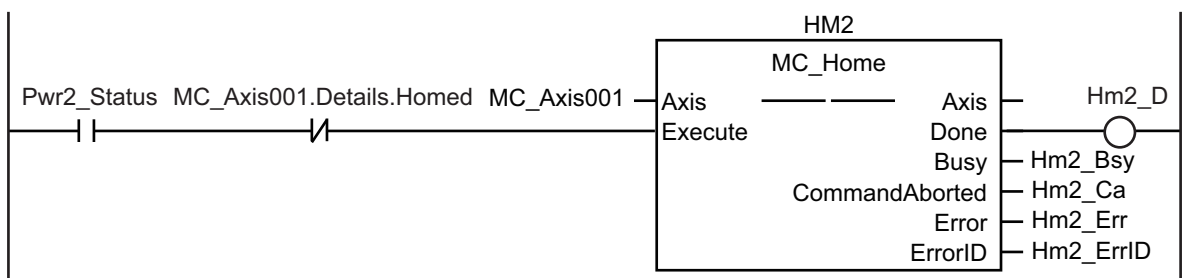 HM2
MC_Home
Pwr2_Status MC_Axis001.Details.Homed MC_Axis001 Axis Axis Hm2_D
Execute Done
Busy Hm2_Bsy
CommandAborted Hm2_Ca
Error Hm2_Err
ErrorID Hm2_ErrID